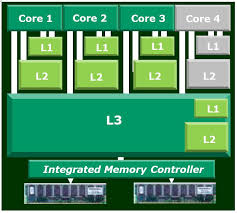 Core 1 Core 2 Core 3 Core 4
L1 L1 L1 L1
L2 L2 L2 L2
L3
L1
L2
Integrated Memory Controller